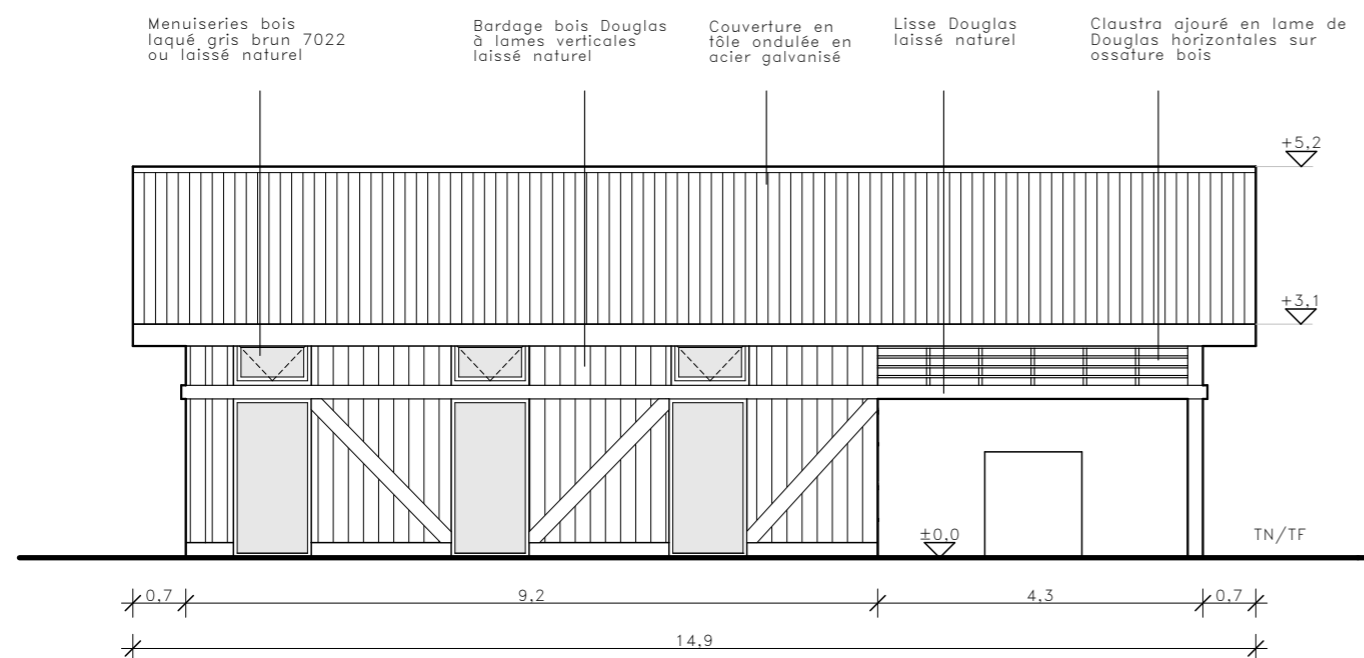 Menuiseries bois
laqué gris brun 7022
ou laissé naturel
Bardage bois Douglas
à lames verticales
laissé naturel
Couverture en
tôle ondulée en
acier galvanisé
Lisse Douglas
laissé naturel
Claustra ajouré en lame de
Douglas horizontales sur
ossature bois
+5,2
+3,1
±0,0
TN/TF
0,7
9,2
4,3
0,7
14,9